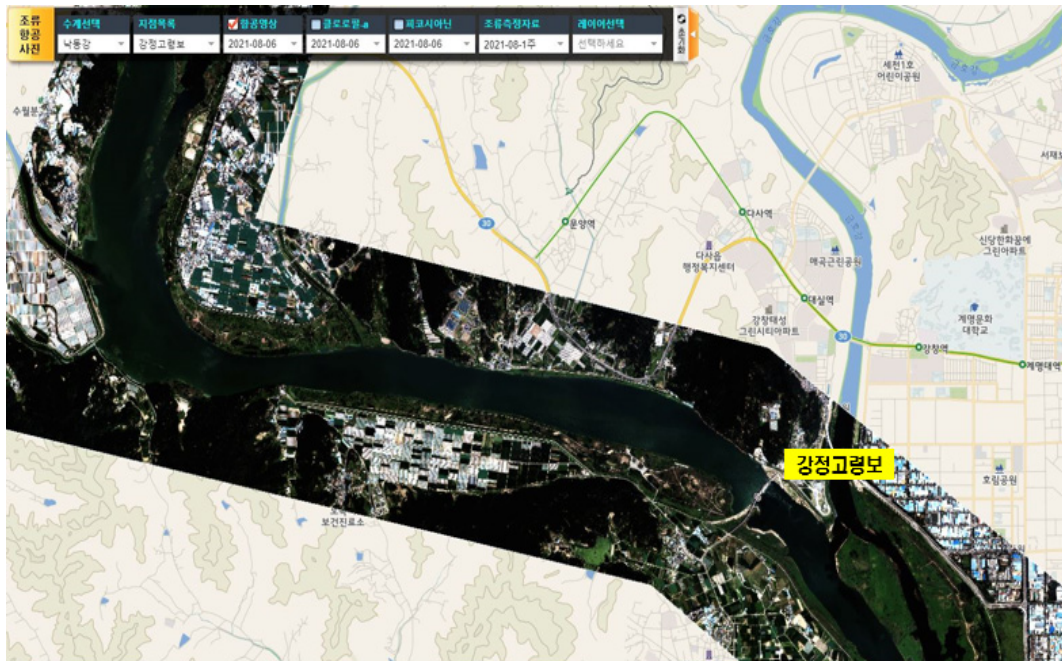 조류
항공
사진
수계선택
낙동강
지점목록
강정고령보
항공영상
2021-08-06
클로로필-a
2021-08-06
피코시아닌
2021-08-06
조류측정자료
2021-08-1주
레이어선택
선택하세요
초기화
세천1호
어린이공원
금호강
수월분
서재보
30
문양역
다사역
다사읍
행정복지센터
매곡근린공원
신당한화꿈에
그린아파트
대실역
강창태성
그린시티아파트
30
계명문화
대학교
강창역
계명대역
강정고령보
호림공원
보건진료소